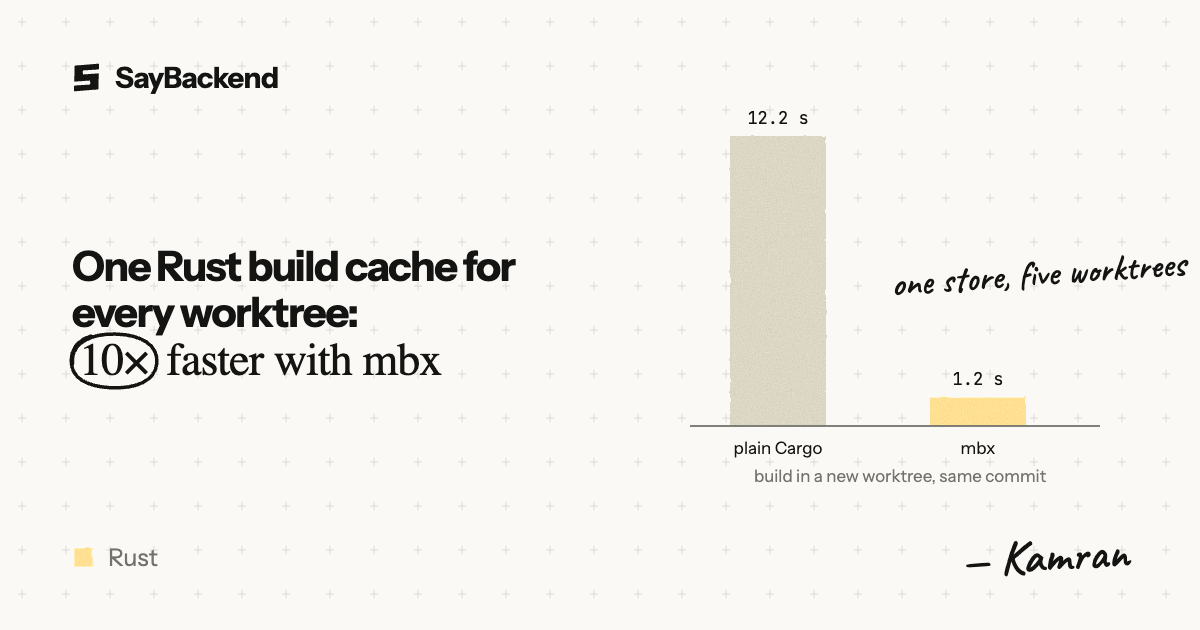 SayBackend
One Rust build cache for
every worktree:
10× faster with mbx
12.2 s
one store, five worktrees
1.2 s
plain Cargo
mbx
build in a new worktree, same commit
Rust
– Kamran